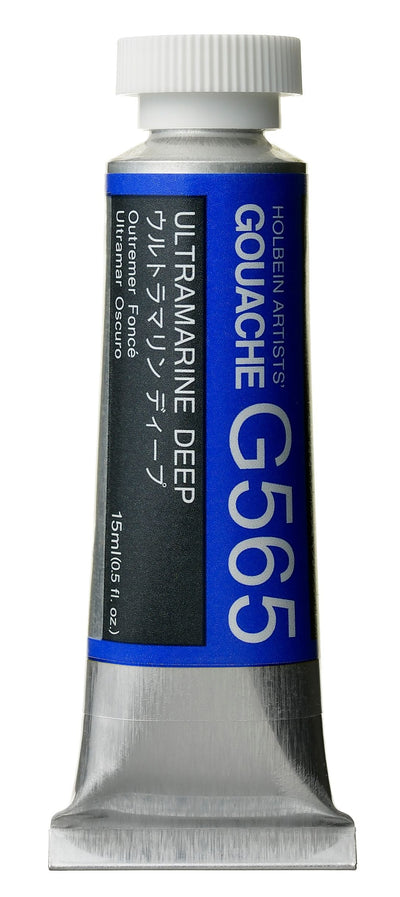 HOLBEIN ARTISTS'
GOUACHE G565
ULTRAMARINE DEEP
ウルトラマリン ディープ
Outremer Foncé
Ultramar Oscuro
15ml(0.5 fl. oz.)